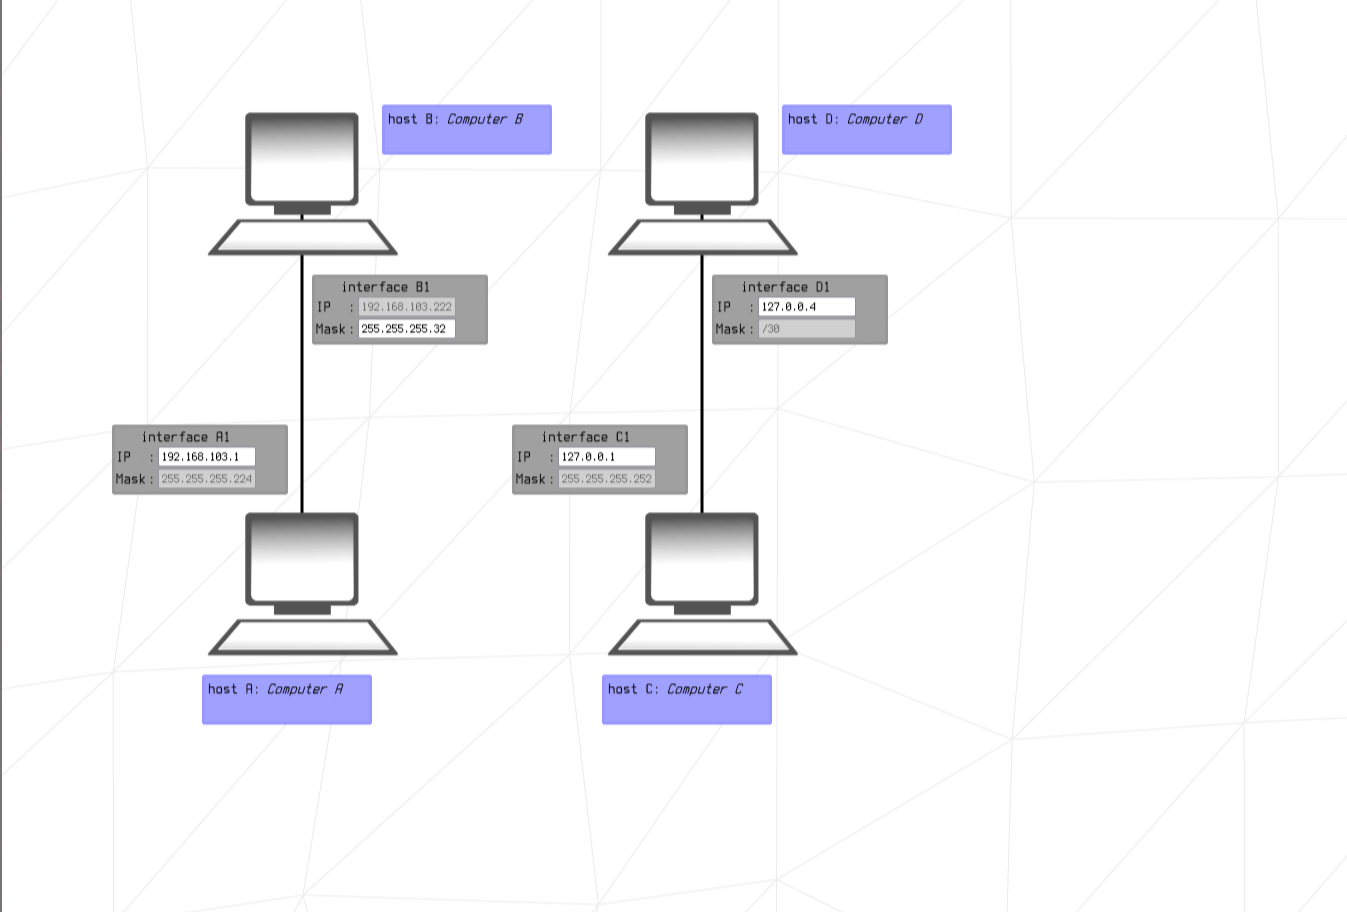 host B: Computer B
host D: Computer D
interface B1
IP : 192.168.103.222
Mask : 255.255.255.32
interface D1
IP : 127.0.0.4
Mask : /30
interface A1
IP : 192.168.103.1
Mask : 255.255.255.224
interface C1
IP : 127.0.0.1
Mask : 255.255.255.252
host A: Computer A
host C: Computer C